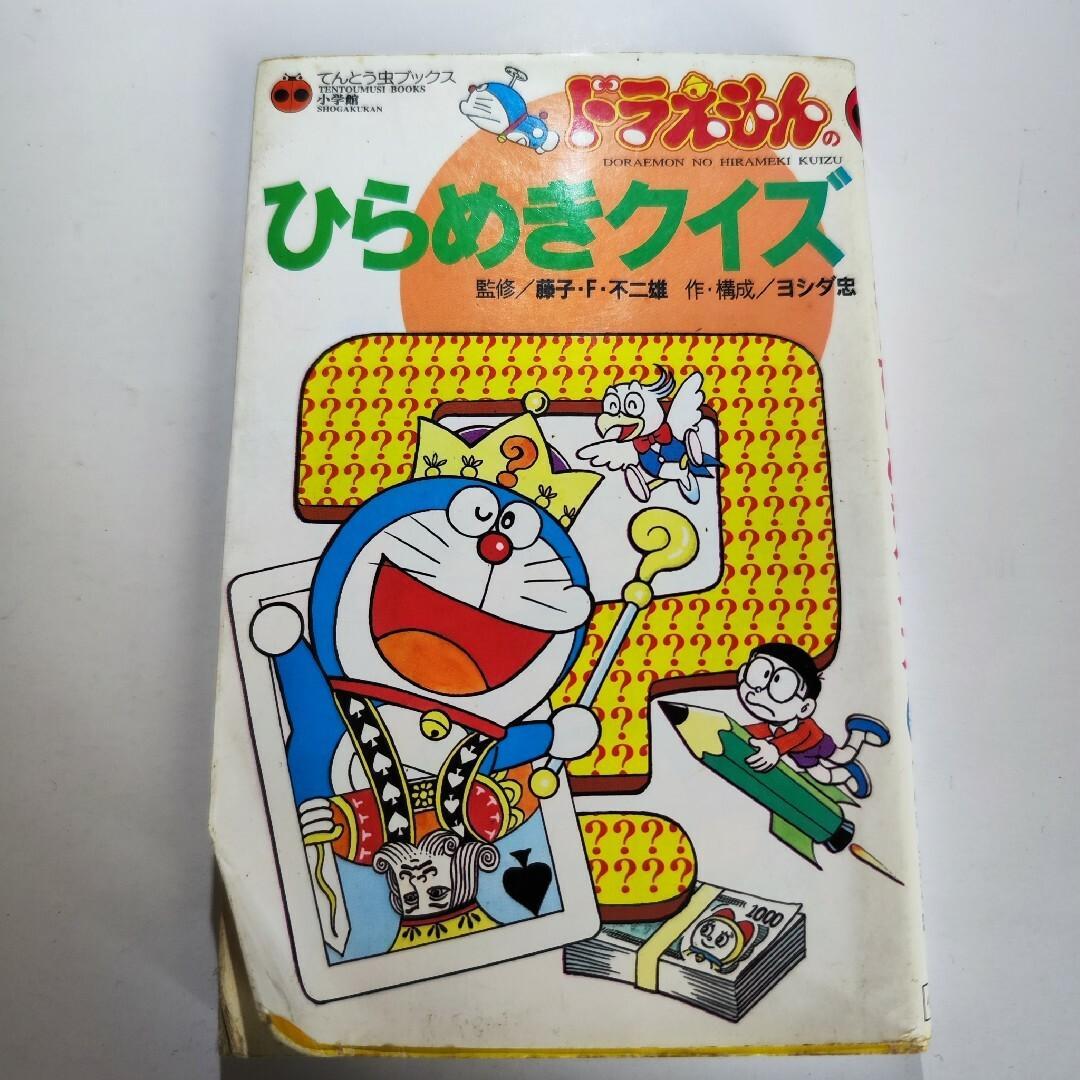 てんとう虫ブックス
TENTOUMUSI BOOKS
小学館
SHOGAKUKAN
ドラえもんの
DORAEMON NO HIRAMEKI KUIZU
ひらめきクイズ
監修/藤子・F・不二雄 作・構成/ヨシダ忠
?
1000